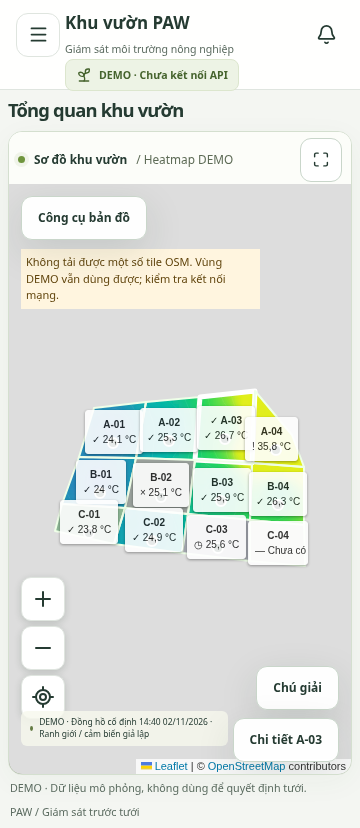 Khu vườn PAW
Giám sát môi trường nông nghiệp
DEMO · Chưa kết nối API
Tổng quan khu vườn
Sơ đồ khu vườn / Heatmap DEMO
Công cụ bản đồ
Không tải được một số tile OSM. Vùng
DEMO vẫn dùng được; kiểm tra kết nối
mạng.
A-01
✓ 24,1 °C
A-02
✓ 25,3 °C
✓ A-03
✓ 26,7 °C
A-04
! 35,8 °C
B-01
✓ 24 °C
B-02
× 25,1 °C
B-03
✓ 25,9 °C
B-04
✓ 26,3 °C
C-01
✓ 23,8 °C
C-02
✓ 24,9 °C
C-03
◷ 25,6 °C
C-04
— Chưa có
+
−
Chú giải
DEMO · Đồng hồ cố định 14:40 02/11/2026 ·
Ranh giới / cảm biến giả lập
Chi tiết A-03
Leaflet | © OpenStreetMap contributors
DEMO · Dữ liệu mô phỏng, không dùng để quyết định tưới.
PAW / Giám sát trước tưới